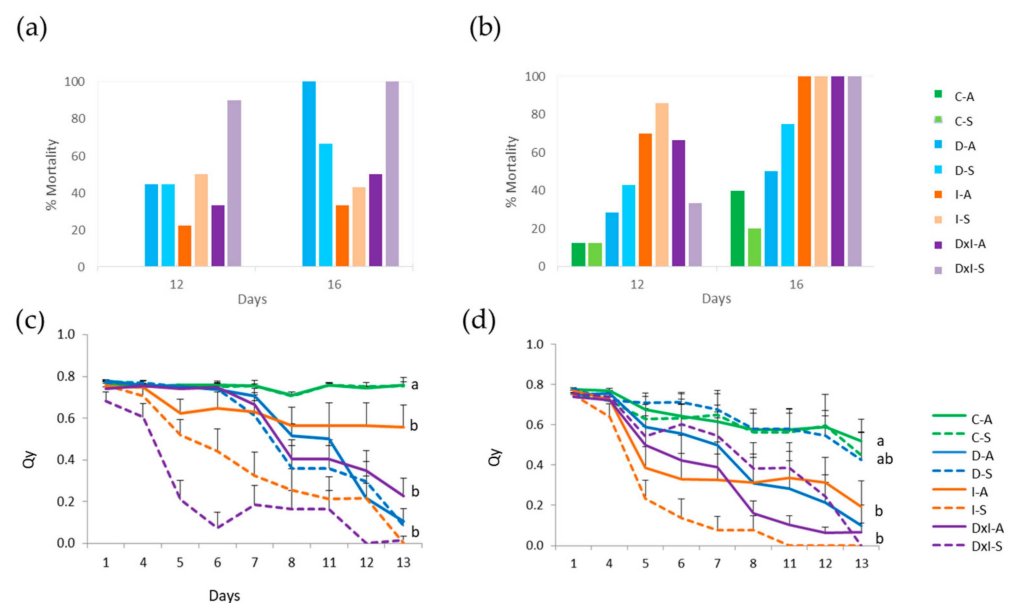 (a)
(b)
100
80
60
40
20
0
% Mortality
12
16
Days
100
80
60
40
20
0
% Mortality
12
16
Days
C-A
C-S
D-A
D-S
I-A
I-S
DxI-A
DxI-S
(c)
(d)
1.0
0.8
0.6
0.4
0.2
0.0
Qy
a
b
b
b
1 4 5 6 7 8 11 12 13
Days
1.0
0.8
0.6
0.4
0.2
0.0
Qy
a
ab
b
b
1 4 5 6 7 8 11 12 13
C-A
C-S
D-A
D-S
I-A
I-S
DxI-A
DxI-S